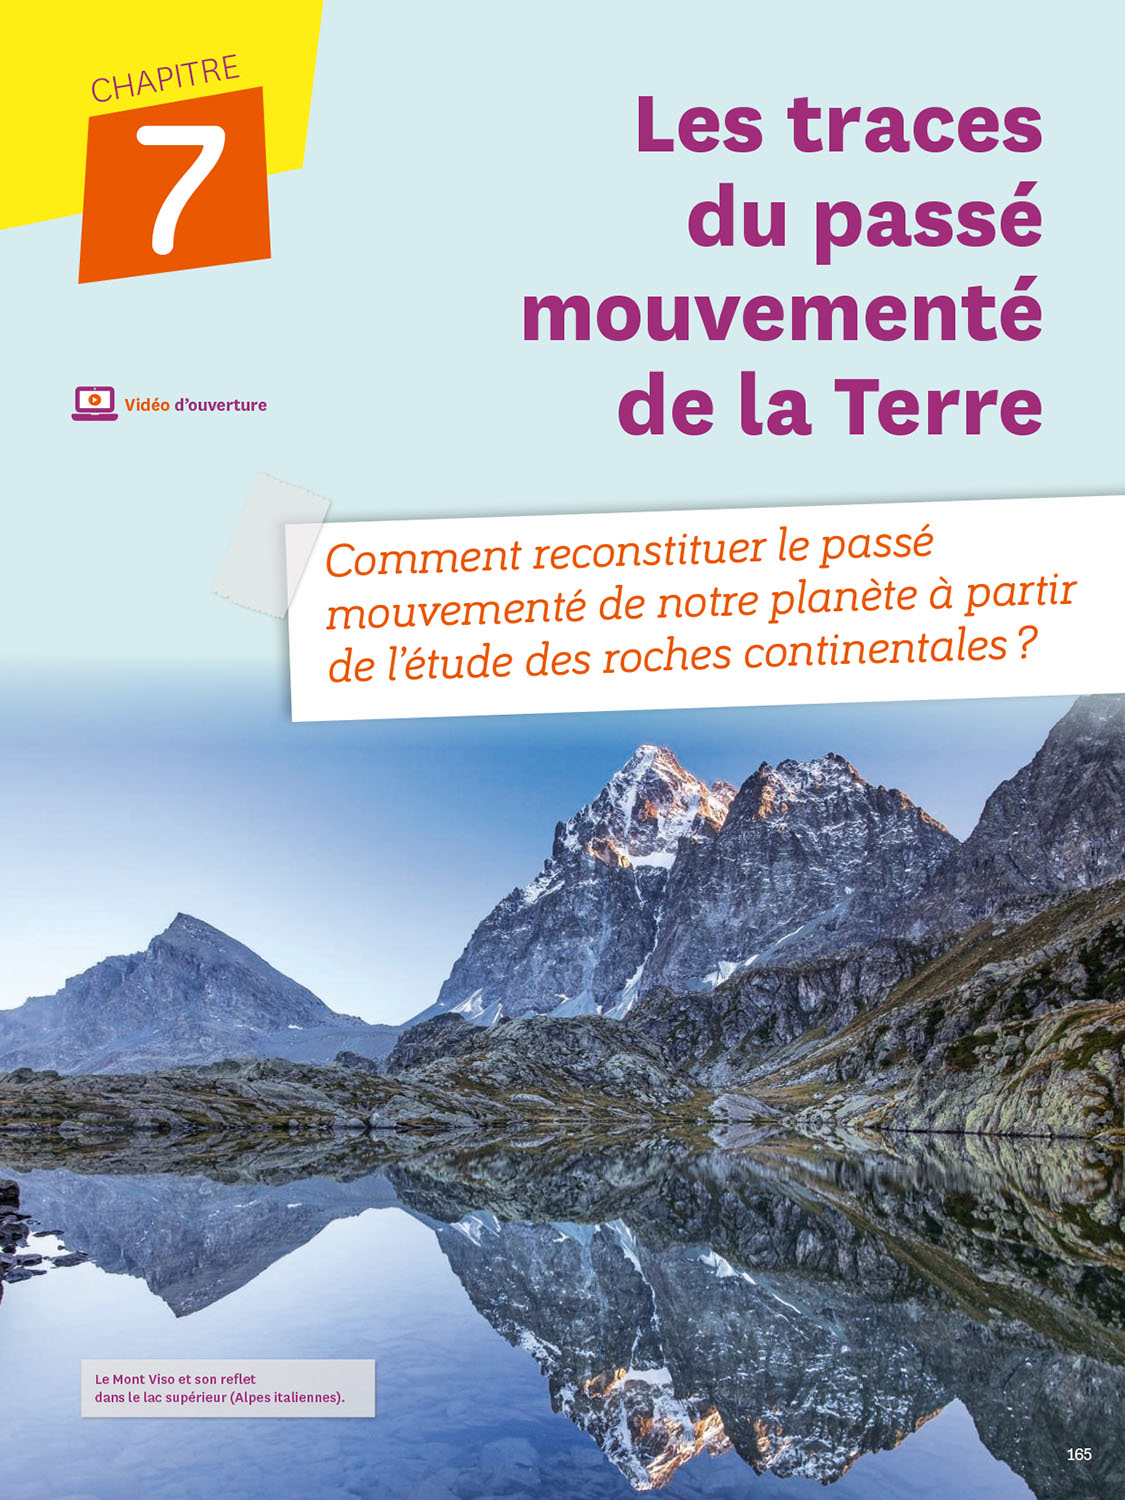 CHAPITRE
7
Les traces
du passé
mouvementé
de la Terre
Vidéo d'ouverture
Comment reconstituer le passé
mouvementé de notre planète à partir
de l'étude des roches continentales ?
Le Mont Viso et son reflet
dans le lac supérieur (Alpes italiennes).
165